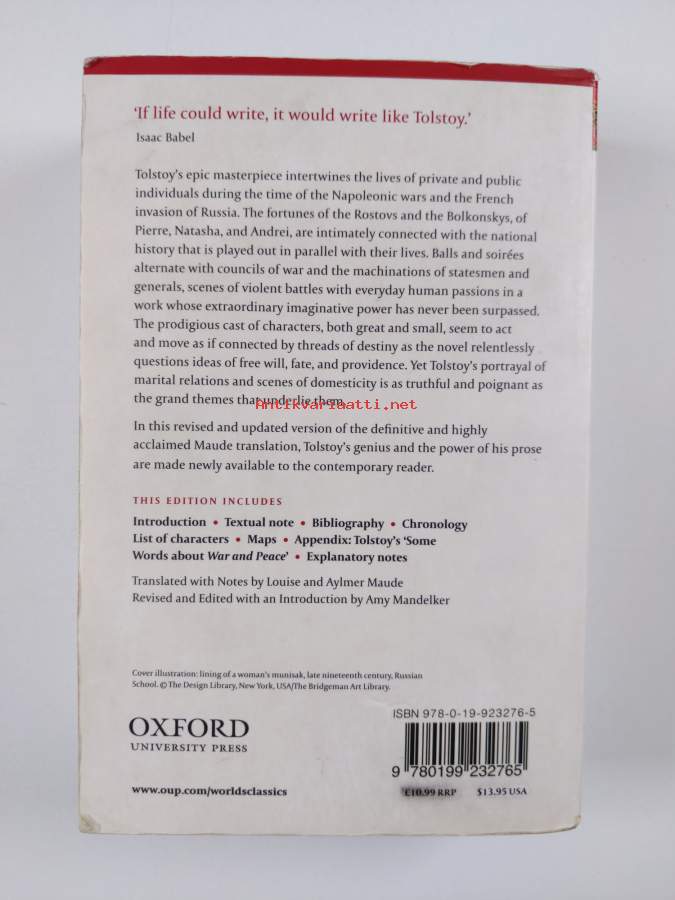 ‘If life could write, it would write like Tolstoy.’
Isaac Babel
Tolstoy’s epic masterpiece intertwines the lives of private and public
individuals during the time of the Napoleonic wars and the French
invasion of Russia. The fortunes of the Rostovs and the Bolkonskys, of
Pierre, Natasha, and Andrei, are intimately connected with the national
history that is played out in parallel with their lives. Balls and soirées
alternate with councils of war and the machinations of statesmen and
generals, scenes of violent battles with everyday human passions in a
work whose extraordinary imaginative power has never been surpassed.
The prodigious cast of characters, both great and small, seem to act
and move as if connected by threads of destiny as the novel relentlessly
questions ideas of free will, fate, and providence. Yet Tolstoy’s portrayal of
marital relations and scenes of domesticity is as truthful and poignant as
the grand themes that underlie them.
Antikvariaatti.net
In this revised and updated version of the definitive and highly
acclaimed Maude translation, Tolstoy’s genius and the power of his prose
are made newly available to the contemporary reader.
THIS EDITION INCLUDES
Introduction • Textual note • Bibliography • Chronology
List of characters • Maps • Appendix: Tolstoy’s ‘Some
Words about War and Peace’ • Explanatory notes
Translated with Notes by Louise and Aylmer Maude
Revised and Edited with an Introduction by Amy Mandelker
Cover illustration: lining of a woman’s munisak, late nineteenth century, Russian
School. © The Design Library, New York, USA/The Bridgeman Art Library.
OXFORD
UNIVERSITY PRESS
www.oup.com/worldsclassics
ISBN 978-0-19-923276-5
9 780199 232765
£10.99 RRP $13.95 USA